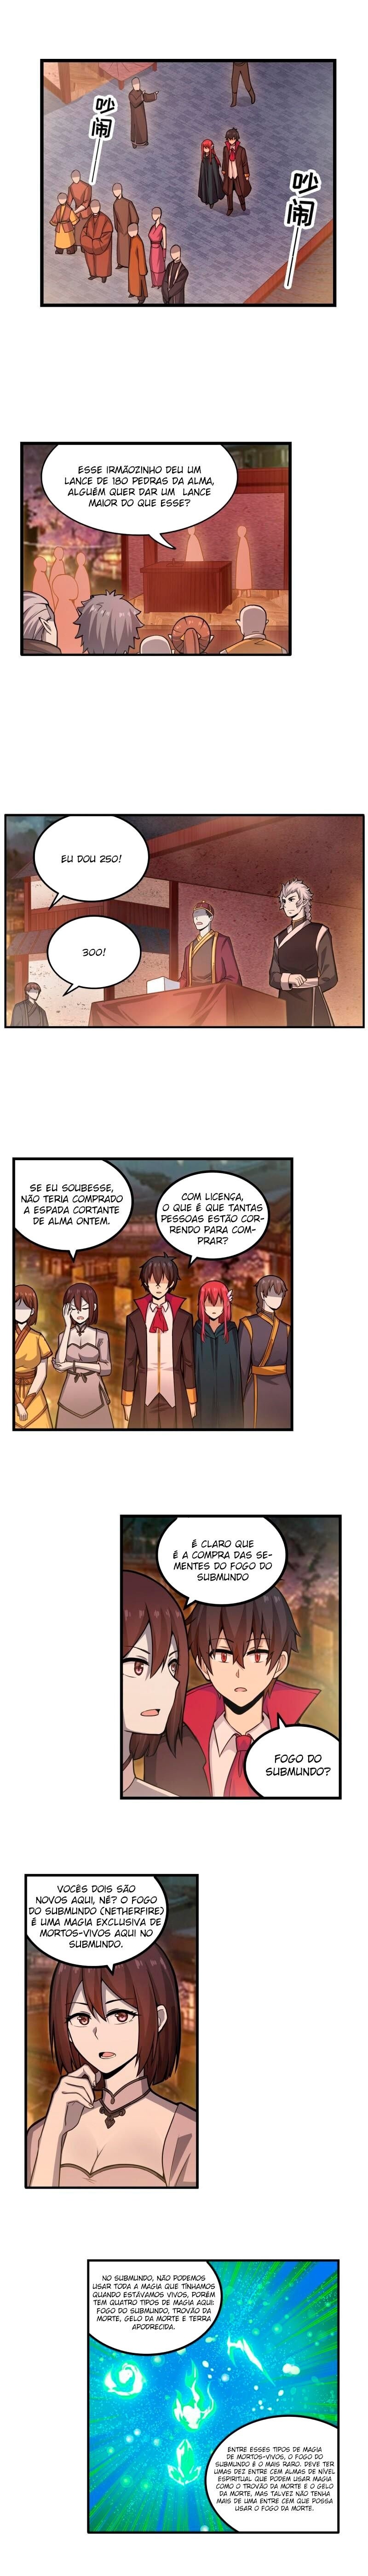 吵闹
吵闹
ESSE IRMÃOZINHO DEU UM
LANCE DE 180 PEDRAS DA ALMA,
ALGUÉM QUER DAR UM LANCE
MAIOR DO QUE ESSE?
EU DOU 250!
300!
SE EU SOUBESSE,
NÃO TERIA COMPRADO
A ESPADA CORTANTE
DE ALMA ONTEM.
COM LICENÇA,
O QUE É QUE TANTAS
PESSOAS ESTÃO COR-
RENDO PARA COM-
PRAR?
É CLARO QUE
É A COMPRA DAS SE-
MENTES DO FOGO DO
SUBMUNDO
FOGO DO
SUBMUNDO?
VOCÊS DOIS SÃO
NOVOS AQUI, NÉ? O FOGO
DO SUBMUNDO (NETHERFIRE)
É UMA MAGIA EXCLUSIVA DE
MORTOS-VIVOS AQUI NO
SUBMUNDO.
NO SUBMUNDO, NÃO PODEMOS
USAR TODA A MAGIA QUE TÍNHAMOS
QUANDO ESTÁVAMOS VIVOS, PORÉM
TEM QUATRO TIPOS DE MAGIA AQUI:
FOGO DO SUBMUNDO, TROVÃO DA
MORTE, GELO DA MORTE E TERRA
APODRECIDA.
ENTRE ESSES TIPOS DE MAGIA
DE MORTOS-VIVOS, O FOGO DO
SUBMUNDO É O MAIS RARO. DEVE TER
UMAS DEZ ENTRE CEM ALMAS DE NÍVEL
ESPIRITUAL QUE PODEM USAR MAGIA
COMO O TROVÃO DA MORTE E O GELO
DA MORTE, MAS TALVEZ NÃO TENHA
MAIS DE UMA ENTRE CEM QUE POSSA
USAR O FOGO DA MORTE.